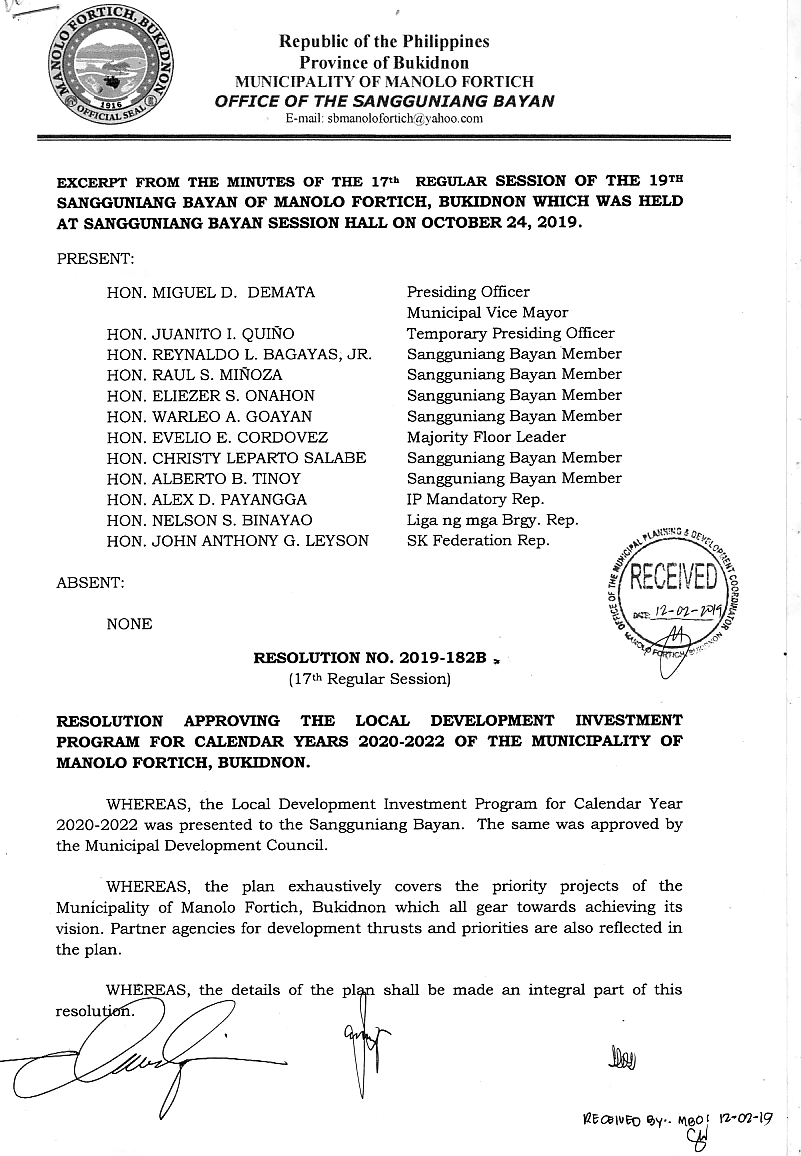 MANOLO FORTICH, BUKIDNON
1916
OFFICIAL SEAL
Republic of the Philippines
Province of Bukidnon
MUNICIPALITY OF MANOLO FORTICH
OFFICE OF THE SANGGUNIANG BAYAN
E-mail: sbmanolofortich@yahoo.com
EXCERPT FROM THE MINUTES OF THE 17th REGULAR SESSION OF THE 19TH
SANGGUNIANG BAYAN OF MANOLO FORTICH, BUKIDNON WHICH WAS HELD
AT SANGGUNIANG BAYAN SESSION HALL ON OCTOBER 24, 2019.
PRESENT:
HON. MIGUEL D. DEMATA Presiding Officer
Municipal Vice Mayor
HON. JUANITO I. QUIÑO Temporary Presiding Officer
HON. REYNALDO L. BAGAYAS, JR. Sangguniang Bayan Member
HON. RAUL S. MIÑOZA Sangguniang Bayan Member
HON. ELIEZER S. ONAHON Sangguniang Bayan Member
HON. WARLEO A. GOAYAN Sangguniang Bayan Member
HON. EVELIO E. CORDOVEZ Majority Floor Leader
HON. CHRISTY LEPARTO SALABE Sangguniang Bayan Member
HON. ALBERTO B. TINOY Sangguniang Bayan Member
HON. ALEX D. PAYANGGA IP Mandatory Rep.
HON. NELSON S. BINAYAO Liga ng mga Brgy. Rep.
HON. JOHN ANTHONY G. LEYSON SK Federation Rep.
OFFICE OF THE MUNICIPAL PLANNING & DEVELOPMENT COORDINATOR
RECEIVED
DATE: 12-02-2019
MANOLO FORTICH, BUKIDNON
ABSENT:
NONE
RESOLUTION NO. 2019-182B
(17th Regular Session)
RESOLUTION APPROVING THE LOCAL DEVELOPMENT INVESTMENT
PROGRAM FOR CALENDAR YEARS 2020-2022 OF THE MUNICIPALITY OF
MANOLO FORTICH, BUKIDNON.
WHEREAS, the Local Development Investment Program for Calendar Year
2020-2022 was presented to the Sangguniang Bayan. The same was approved by
the Municipal Development Council.
WHEREAS, the plan exhaustively covers the priority projects of the
Municipality of Manolo Fortich, Bukidnon which all gear towards achieving its
vision. Partner agencies for development thrusts and priorities are also reflected in
the plan.
WHEREAS, the details of the plan shall be made an integral part of this
resolution.
RECEIVED BY: MBO 12-02-19